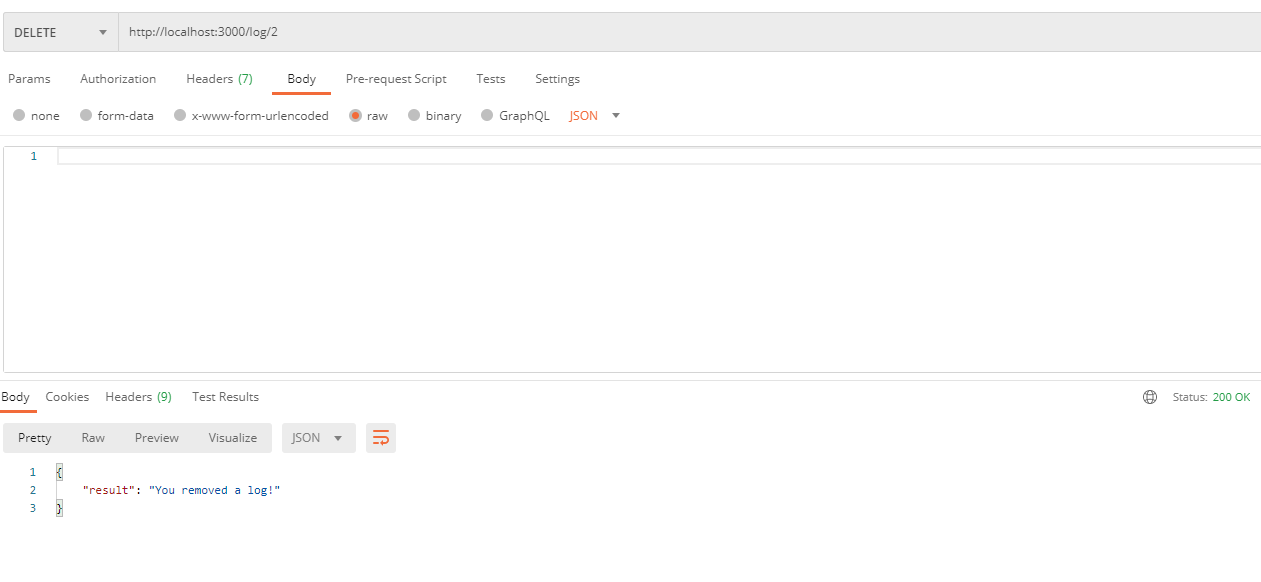 DELETE http://localhost:3000/log/2
Params Authorization Headers (7) Body Pre-request Script Tests Settings
none form-data x-www-form-urlencoded raw binary GraphQL JSON
1
Body Cookies Headers (9) Test Results Status: 200 OK
Pretty Raw Preview Visualize JSON
1 {
2 "result": "You removed a log!"
3 }